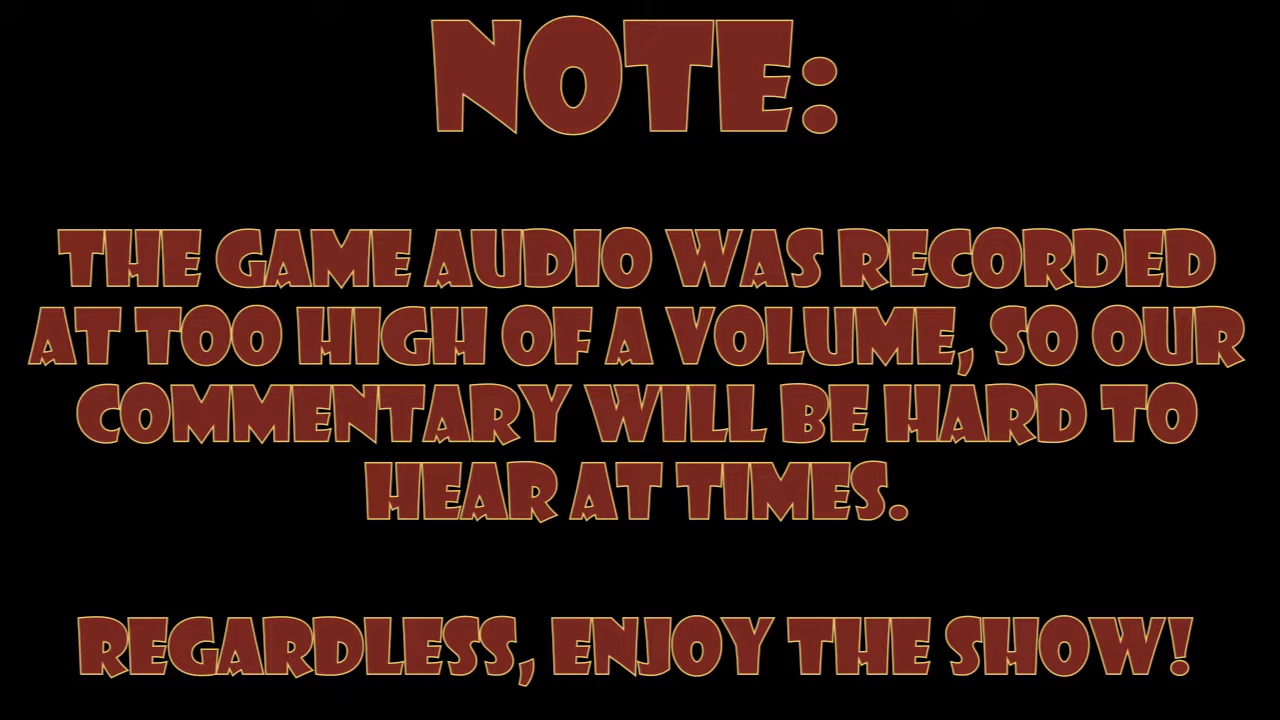 NOTE:
THE GAME AUDIO WAS RECORDED
AT TOO HIGH OF A VOLUME, SO OUR
COMMENTARY WILL BE HARD TO
HEAR AT TIMES.
REGARDLESS, ENJOY THE SHOW!